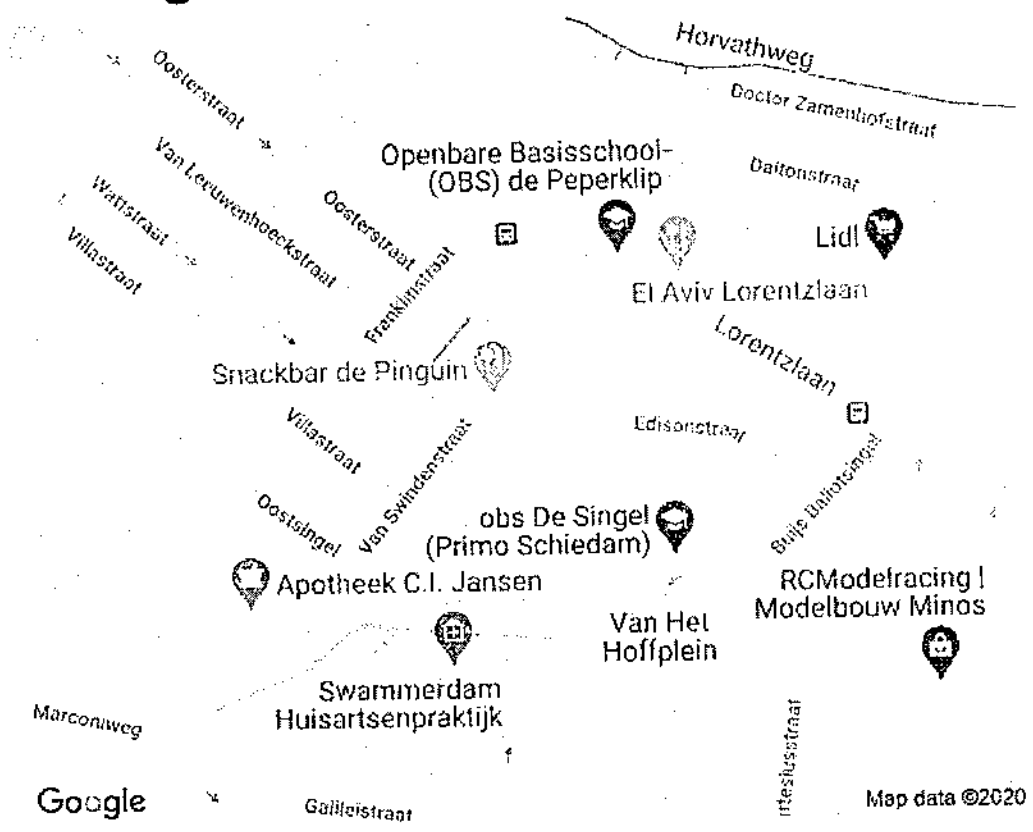 Horvathweg
Oosterstraat
Doctor Zamenhofstraat
Openbare Basisschool-
(OBS) de Peperklip
Daltonstraat
Van Leeuwenhoeckstraat
Wattstraat
Oosterstraat
Villastraat
Lidl
Franklinstraat
El Aviv Lorentzlaan
Lorentzlaan
Snackbar de Pinguin
Villastraat
Edisonstraat
Van Swindenstraat
Buijs Ballotsingel
Oostsingel
obs De Singel
(Primo Schiedam)
Apotheek C.I. Jansen
RCModelracing |
Modelbouw Minos
Van Het
Hoffplein
Swammerdam
Huisartsenpraktijk
Marconiweg
Google
Galileistraat
Map data ©2020